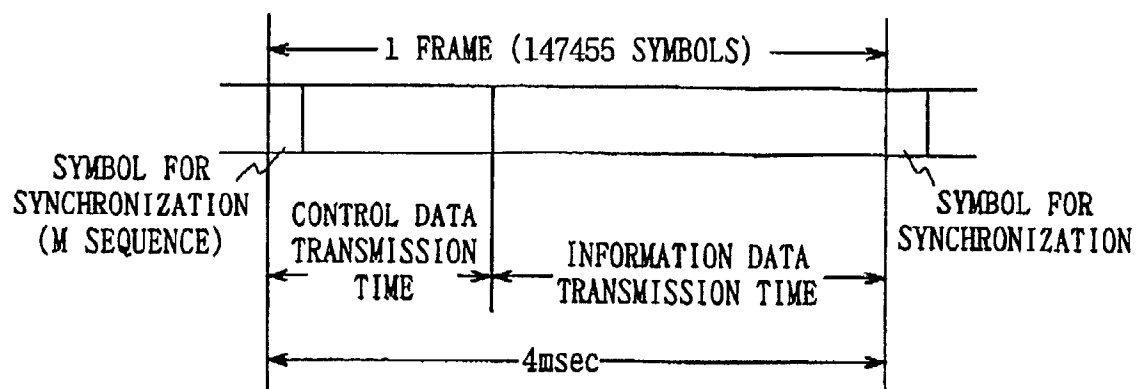 1 FRAME (147455 SYMBOLS)
SYMBOL FOR
SYNCHRONIZATION
(M SEQUENCE)
CONTROL DATA
TRANSMISSION
TIME
INFORMATION DATA
TRANSMISSION TIME
SYMBOL FOR
SYNCHRONIZATION
4msec